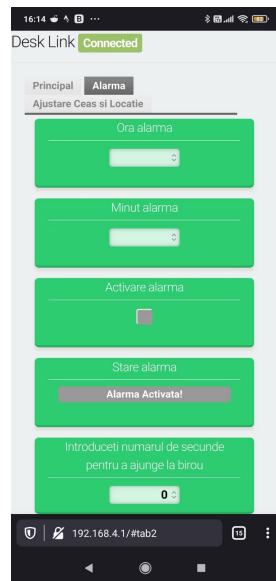 16:14 B ...
Desk Link Connected
Principal Alarma
Ajustare Ceas si Locatie
Ora alarma
Minut alarma
Activare alarma
Stare alarma
Alarma Activata!
Introduceti numarul de secunde
pentru a ajunge la birou
0
192.168.4.1/#tab2 15